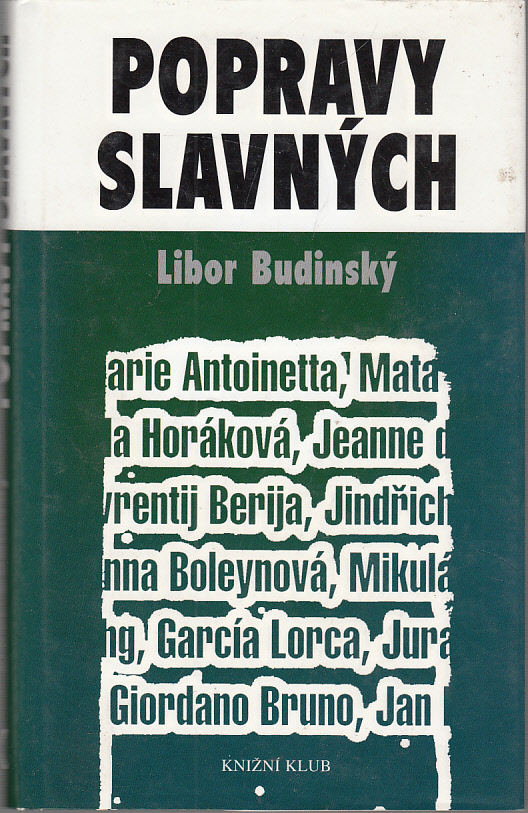 POPRAVY
SLAVNÝCH
Libor Budinský
arie Antoinetta, Mata
a Horáková, Jeanne d
vrentij Berija, Jindřich
nna Boleynová, Mikulá
ng, García Lorca, Jura
Giordano Bruno, Jan
KNIŽNÍ KLUB